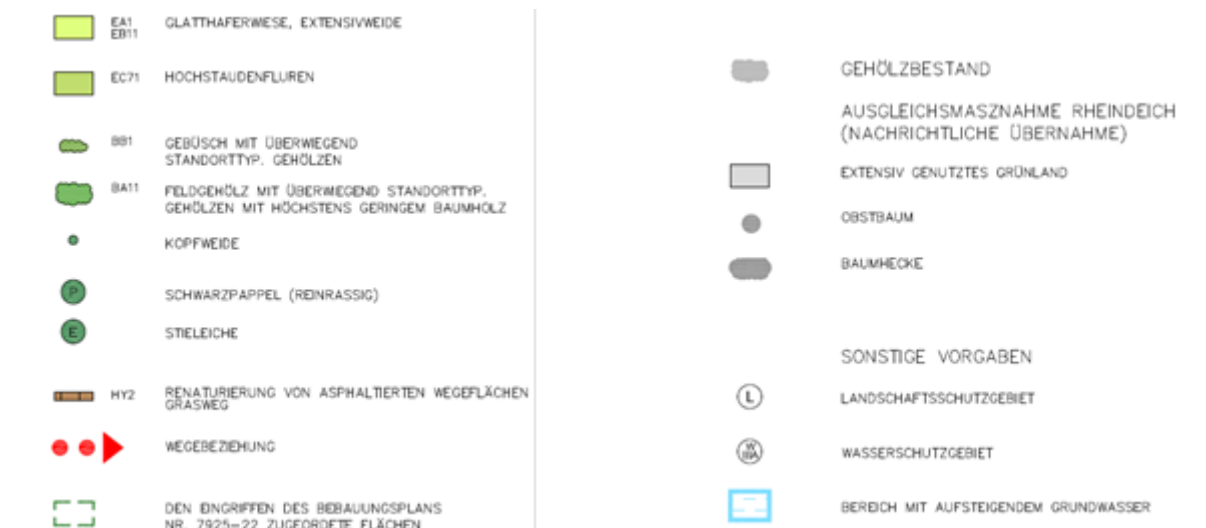 EA1
EB11
GLATTHAFERWIESE, EXTENSIVWEIDE
EC71
HOCHSTAUDENFLUREN
BB1
GEBÜSCH MIT ÜBERWIEGEND
STANDORTTYP. GEHÖLZEN
BA11
FELDGEHÖLZ MIT ÜBERWIEGEND STANDORTTYP.
GEHÖLZEN MIT HÖCHSTENS GERINGEM BAUMHOLZ
KOPFWEIDE
P
SCHWARZPAPPEL (REINRASSIG)
E
STIELEICHE
HY2
RENATURIERUNG VON ASPHALTIERTEN WEGEFLÄCHEN
GRASWEG
WEGEBEZIEHUNG
DEN EINGRIFFEN DES BEBAUUNGSPLANS
NR. 7925-22 ZUGEORDETE FLÄCHEN
GEHÖLZBESTAND
AUSGLEICHSMASZNAHME RHEINDEICH
(NACHRICHTLICHE ÜBERNAHME)
EXTENSIV GENUTZTES GRÜNLAND
OBSTBAUM
BAUMHECKE
SONSTIGE VORGABEN
L
LANDSCHAFTSSCHUTZGEBIET
W
IIIA
WASSERSCHUTZGEBIET
BEREICH MIT AUFSTEIGENDEM GRUNDWASSER